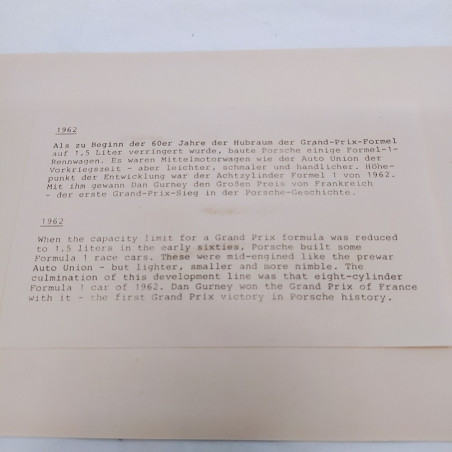 1962
Als zu Beginn der 60er Jahre der Hubraum der Grand-Prix-Formel
auf 1,5 Liter verringert wurde, baute Porsche einige Formel-1-
Rennwagen. Es waren Mittelmotorwagen wie der Auto Union der
Vorkriegszeit - aber leichter, schmaler und handlicher. Höhe-
punkt der Entwicklung war der Achtzylinder Formel 1 von 1962.
Mit ihm gewann Dan Gurney den Großen Preis von Frankreich
- der erste Grand-Prix-Sieg in der Porsche-Geschichte.
1962
When the capacity limit for a Grand Prix formula was reduced
to 1.5 liters in the early sixties, Porsche built some
Formula 1 race cars. These were mid-engined like the prewar
Auto Union - but lighter, smaller and more nimble. The
culmination of this development line was that eight-cylinder
Formula 1 car of 1962. Dan Gurney won the Grand Prix of France
with it - the first Grand Prix victory in Porsche history.